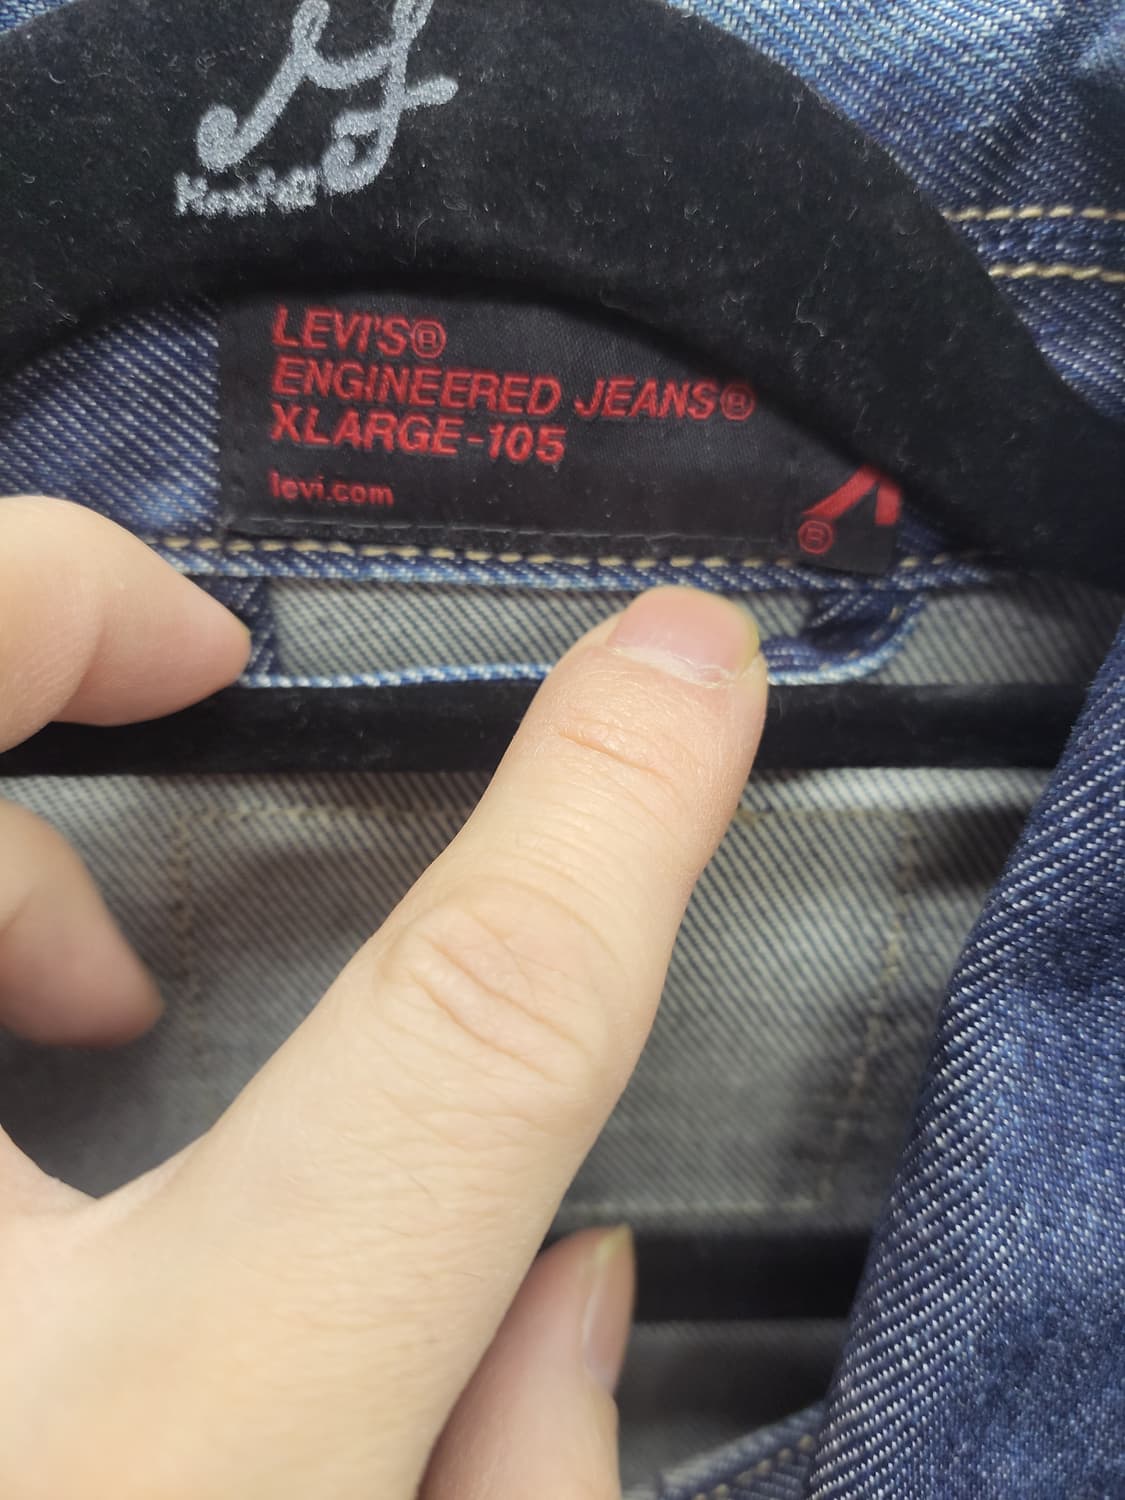 LEVI'S®
ENGINEERED JEANS®
XLARGE-105
levi.com
®